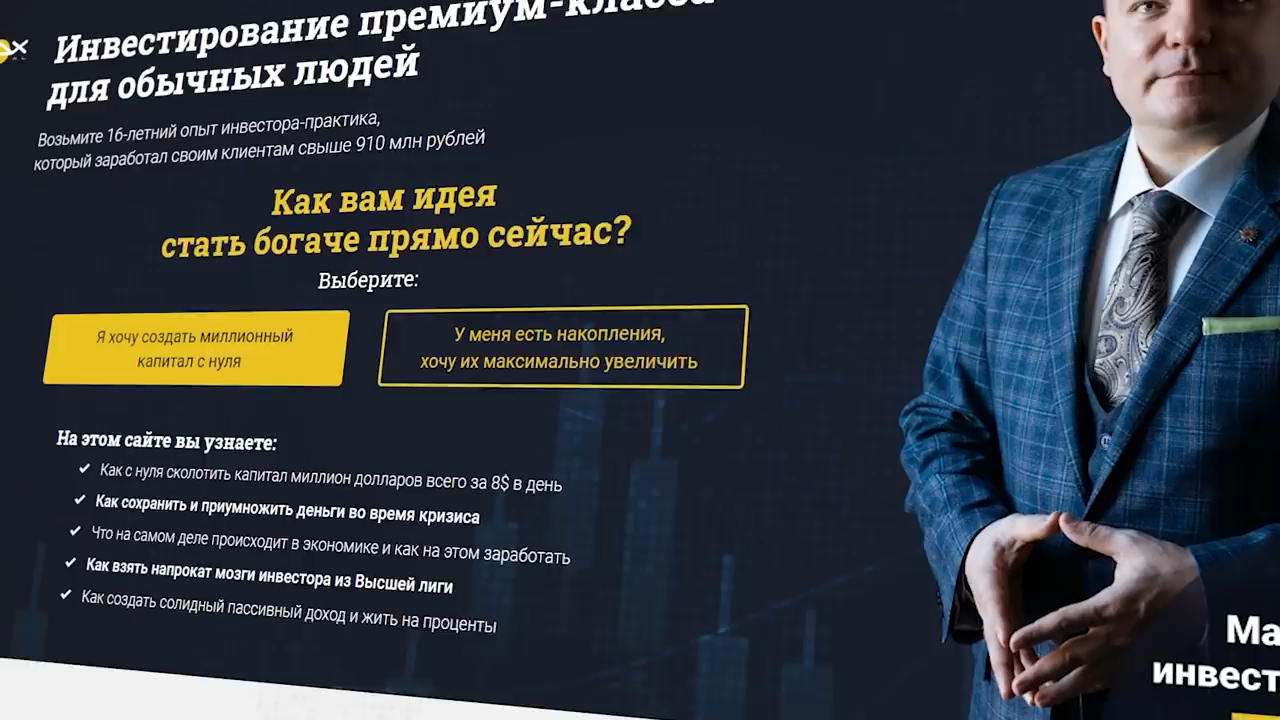 Инвестирование премиум-класса
для обычных людей
Возьмите 16-летний опыт инвестора-практика,
который заработал своим клиентам свыше 910 млн рублей
Как вам идея
стать богаче прямо сейчас?
Выберите:
Я хочу создать миллионный
капитал с нуля
У меня есть накопления,
хочу их максимально увеличить
На этом сайте вы узнаете:
Как с нуля сколотить капитал миллион долларов всего за 8$ в день
Как сохранить и приумножить деньги во время кризиса
Что на самом деле происходит в экономике и как на этом заработать
Как взять напрокат мозги инвестора из Высшей лиги
Как создать солидный пассивный доход и жить на проценты
Ма
инвест